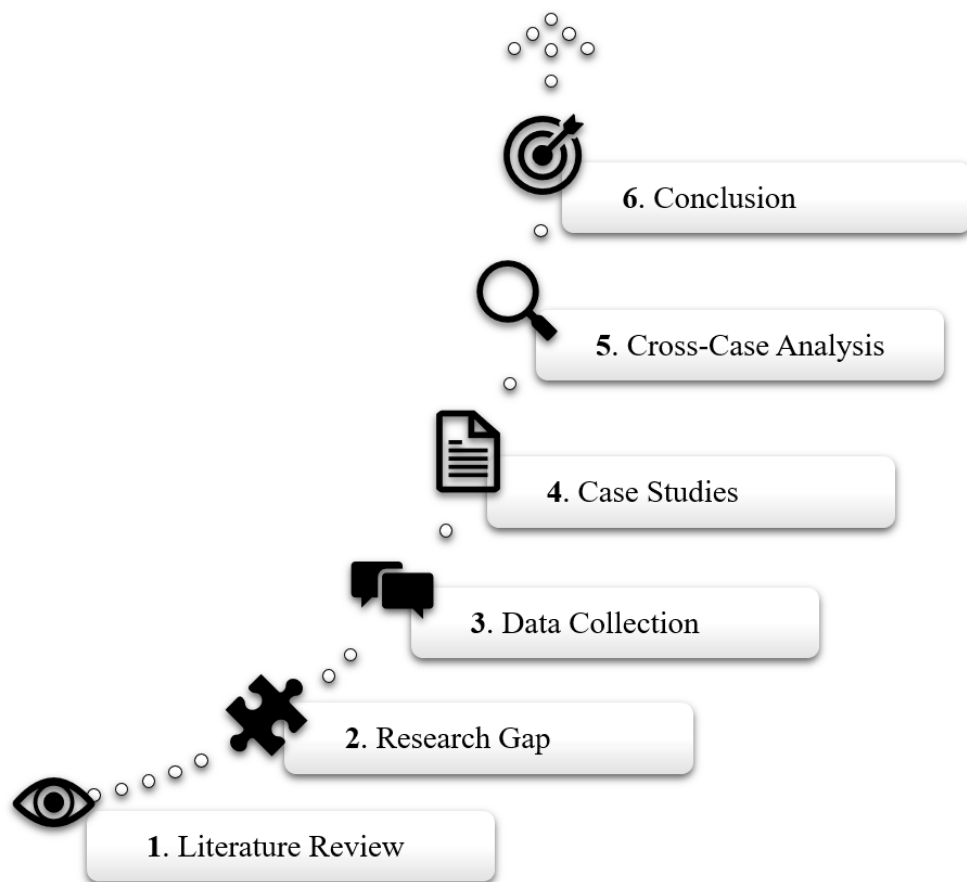 6. Conclusion
5. Cross-Case Analysis
4. Case Studies
3. Data Collection
2. Research Gap
1. Literature Review